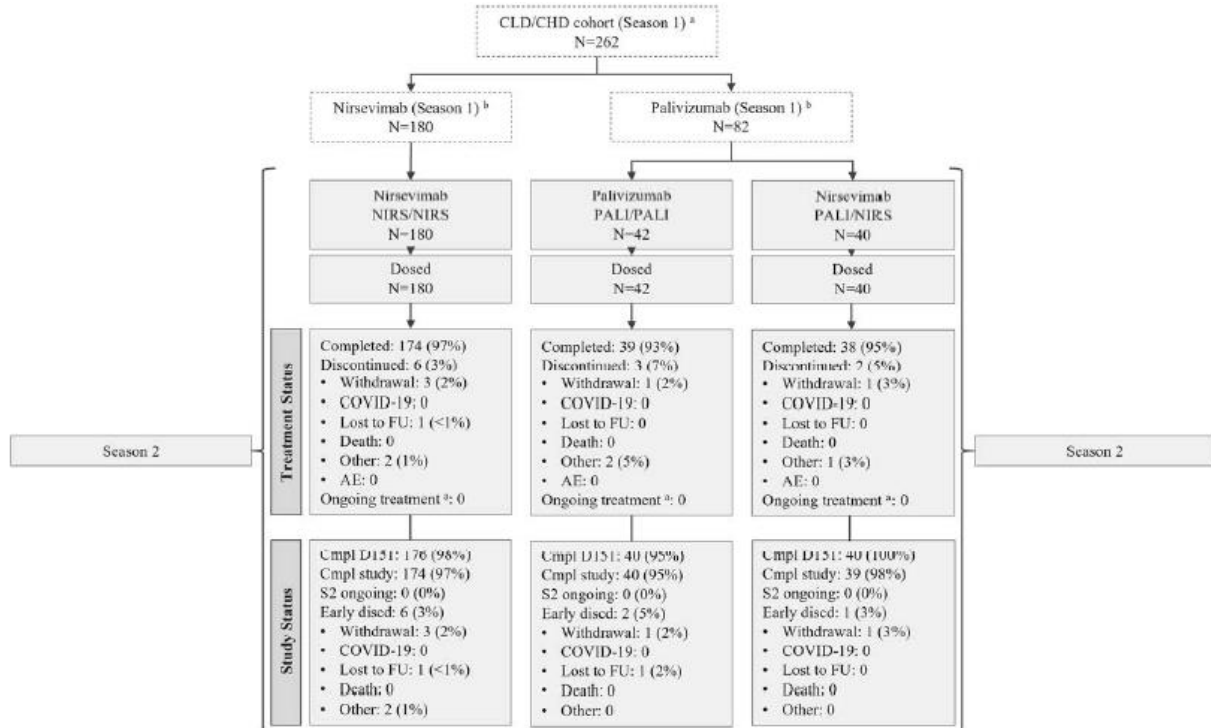 CLD/CHD cohort (Season 1) a
N=262
Nirsevimab (Season 1) b
N=180
Palivizumab (Season 1) b
N=82
Nirsevimab
NIRS/NIRS
N=180
Palivizumab
PALI/PALI
N=42
Nirsevimab
PALI/NIRS
N=40
Dosed
N=180
Dosed
N=42
Dosed
N=40
Season 2
Treatment Status
Completed: 174 (97%)
Discontinued: 6 (3%)
• Withdrawal: 3 (2%)
• COVID-19: 0
• Lost to FU: 1 (<1%)
• Death: 0
• Other: 2 (1%)
• AE: 0
Ongoing treatment a: 0
Completed: 39 (93%)
Discontinued: 3 (7%)
• Withdrawal: 1 (2%)
• COVID-19: 0
• Lost to FU: 0
• Death: 0
• Other: 2 (5%)
• AE: 0
Ongoing treatment a: 0
Completed: 38 (95%)
Discontinued: 2 (5%)
• Withdrawal: 1 (3%)
• COVID-19: 0
• Lost to FU: 0
• Death: 0
• Other: 1 (3%)
• AE: 0
Ongoing treatment a: 0
Season 2
Study Status
Cmpl D151: 176 (98%)
Cmpl study: 174 (97%)
S2 ongoing: 0 (0%)
Early discd: 6 (3%)
• Withdrawal: 3 (2%)
• COVID-19: 0
• Lost to FU: 1 (<1%)
• Death: 0
• Other: 2 (1%)
Cmpl D151: 40 (95%)
Cmpl study: 40 (95%)
S2 ongoing: 0 (0%)
Early discd: 2 (5%)
• Withdrawal: 1 (2%)
• COVID-19: 0
• Lost to FU: 1 (2%)
• Death: 0
• Other: 0
Cmpl D151: 40 (100%)
Cmpl study: 39 (98%)
S2 ongoing: 0 (0%)
Early discd: 1 (3%)
• Withdrawal: 1 (3%)
• COVID-19: 0
• Lost to FU: 0
• Death: 0
• Other: 0